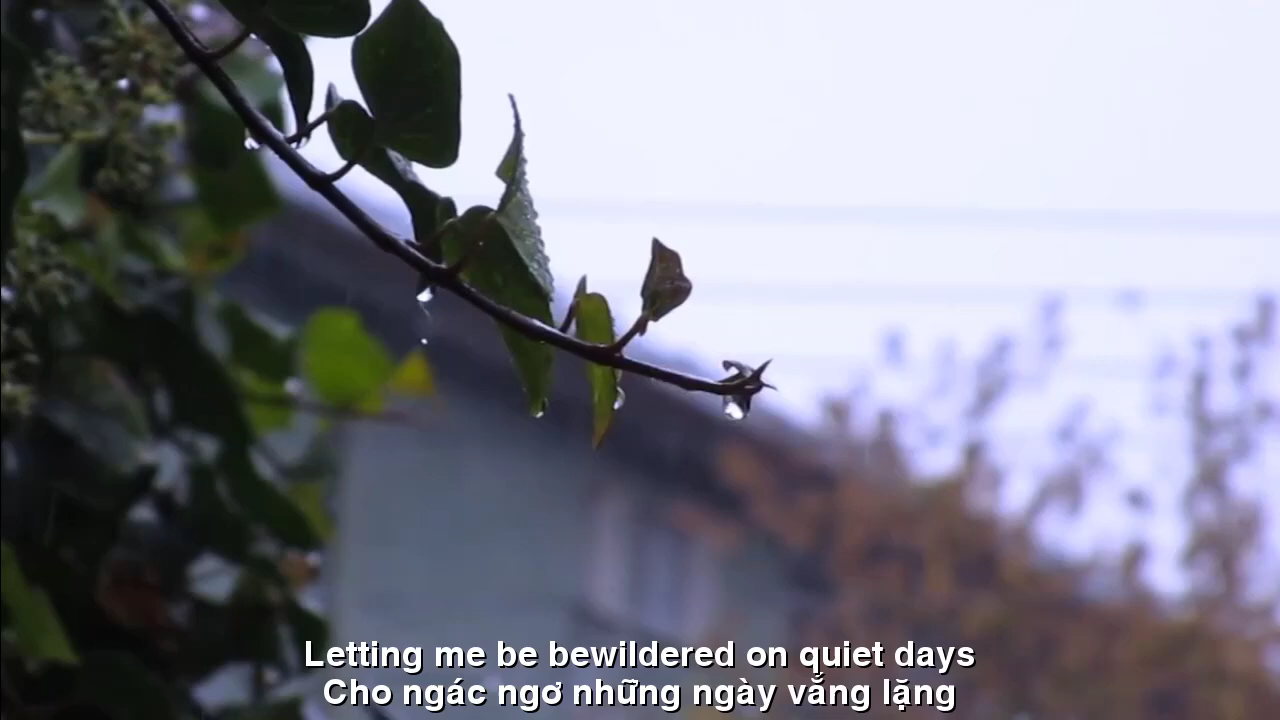 Letting me be bewildered on quiet days
Cho ngác ngơ những ngày vắng lặng